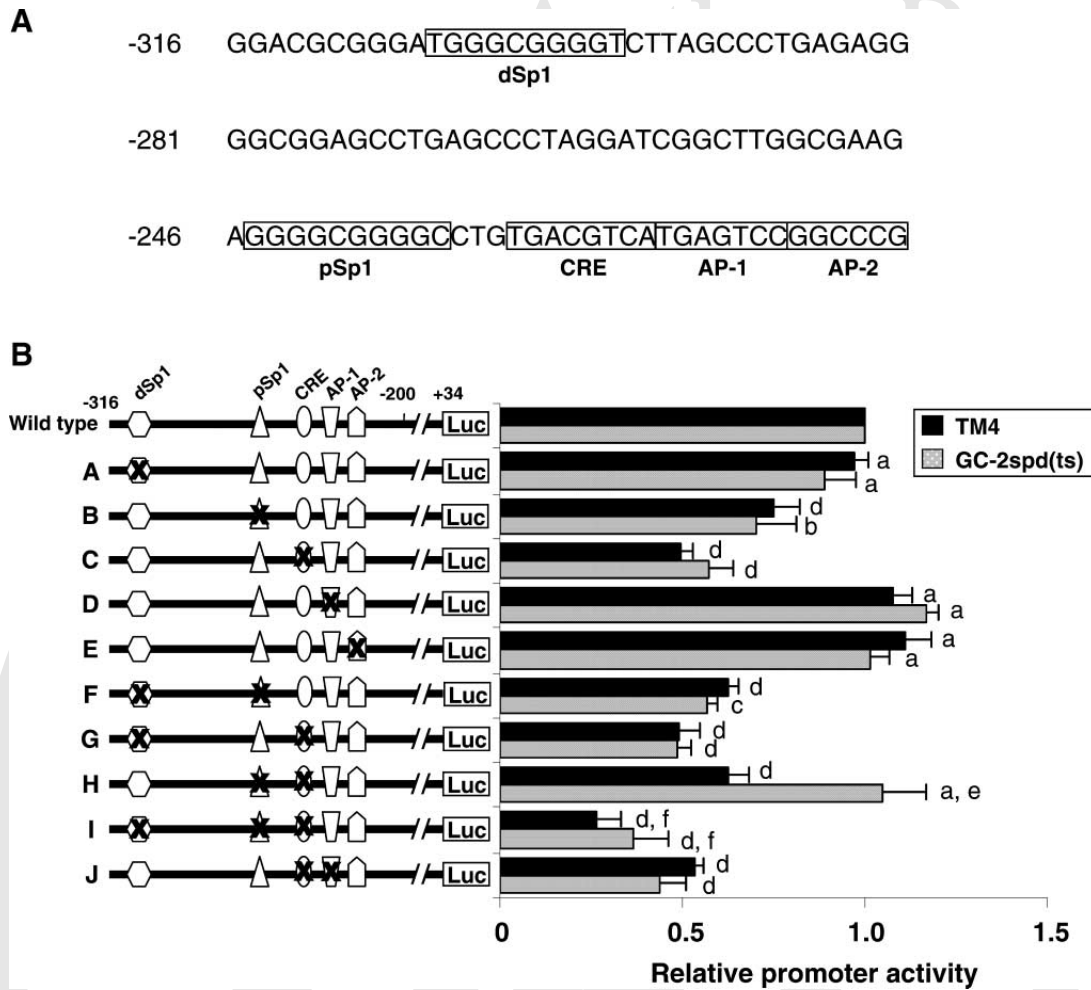 A
-316 GGACGCGGGATGGGCGGGGTCTTAGCCCTGAGAGG
dSp1
-281 GGCGGAGCCTGAGCCCTAGGATCGGCTTGGCGAAG
-246 AGGGGCGGGGCCTGTGACGTCATGAGTCCGGCCCG
pSp1 CRE AP-1 AP-2
B
-316 dSp1 pSp1 CRE AP-1 AP-2 -200 +34
Wild type Luc
TM4
GC-2spd(ts)
A Luc a
a
B Luc d
b
C Luc d
d
D Luc a
a
E Luc a
a
F Luc d
c
G Luc d
d
H Luc d
a, e
I Luc d, f
d, f
J Luc d
d
0 0.5 1.0 1.5
Relative promoter activity